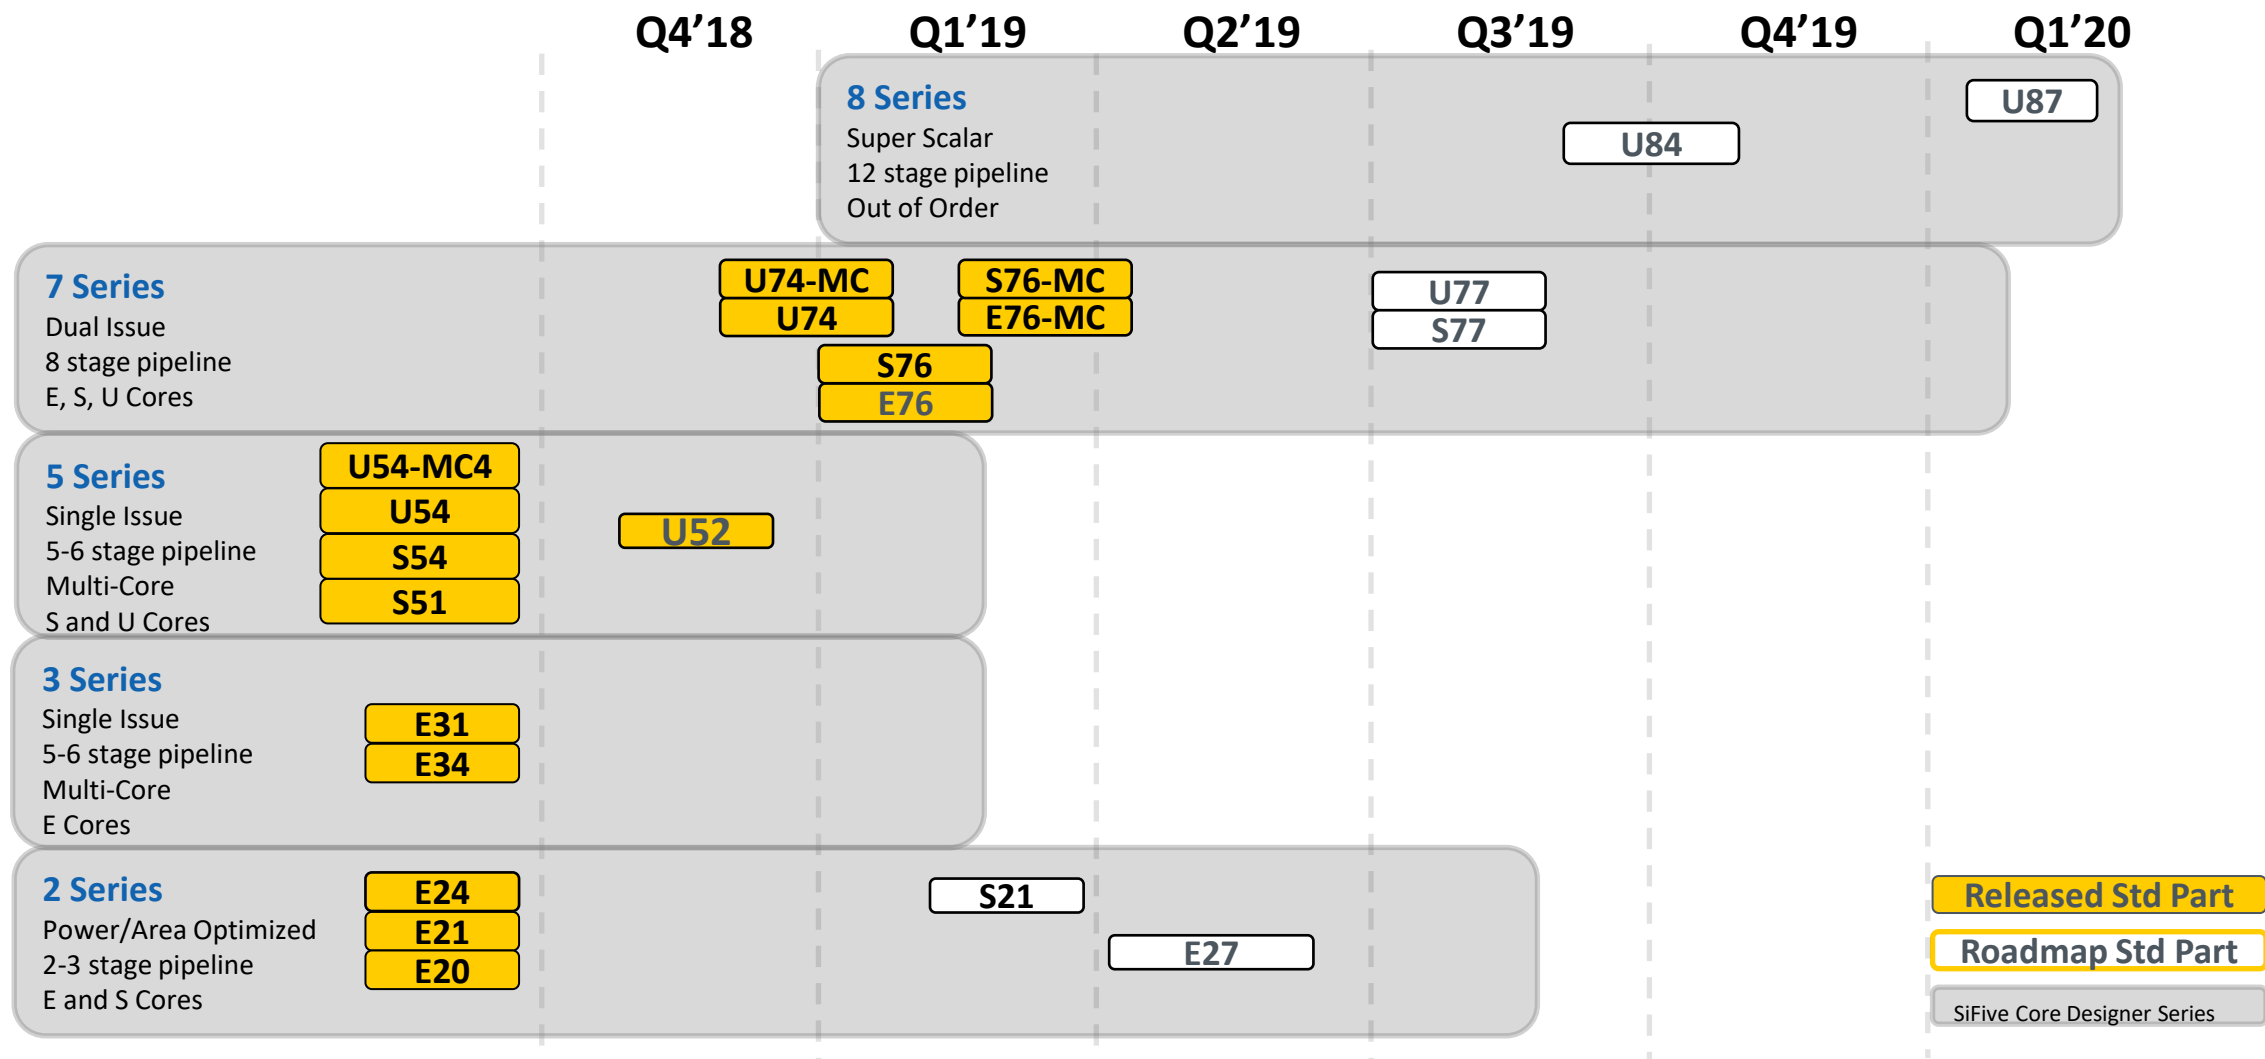 Q4’18 Q1’19 Q2’19 Q3’19 Q4’19 Q1’20
8 Series
Super Scalar
12 stage pipeline
Out of Order
U87
U84
7 Series
Dual Issue
8 stage pipeline
E, S, U Cores
U74-MC
U74
S76-MC
E76-MC
S76
E76
U77
S77
5 Series
Single Issue
5-6 stage pipeline
Multi-Core
S and U Cores
U54-MC4
U54
S54
S51
U52
3 Series
Single Issue
5-6 stage pipeline
Multi-Core
E Cores
E31
E34
2 Series
Power/Area Optimized
2-3 stage pipeline
E and S Cores
E24
E21
E20
S21
E27
Released Std Part
Roadmap Std Part
SiFive Core Designer Series